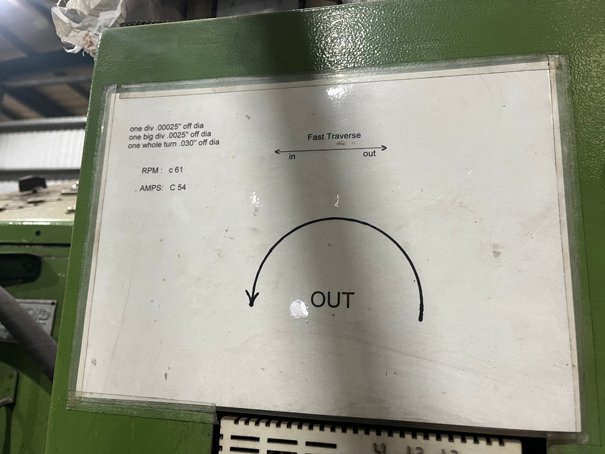 one div .00025" off dia
one big div .0025" off dia
one whole turn .030" off dia
RPM : c 61
AMPS: C 54
Fast Traverse
in out
OUT